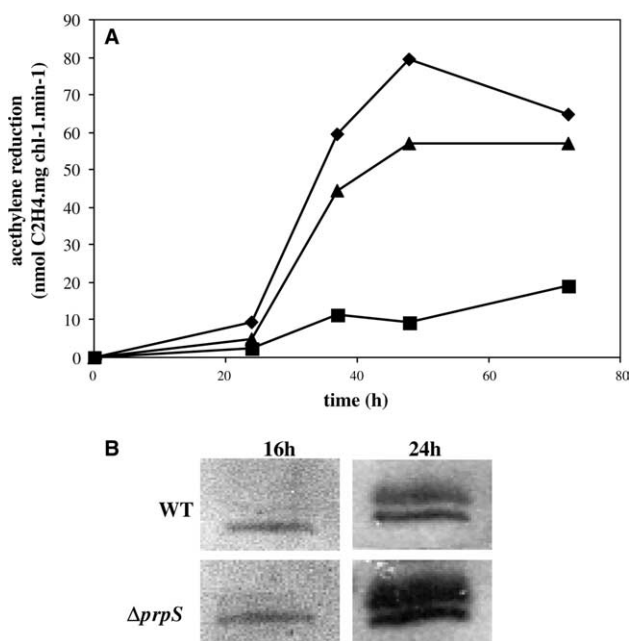 A
acethylene reduction
(nmol C2H4.mg chl-1.min-1)
90
80
70
60
50
40
30
20
10
0
0
20
40
60
80
time (h)
B
16h
24h
WT
ΔprpS